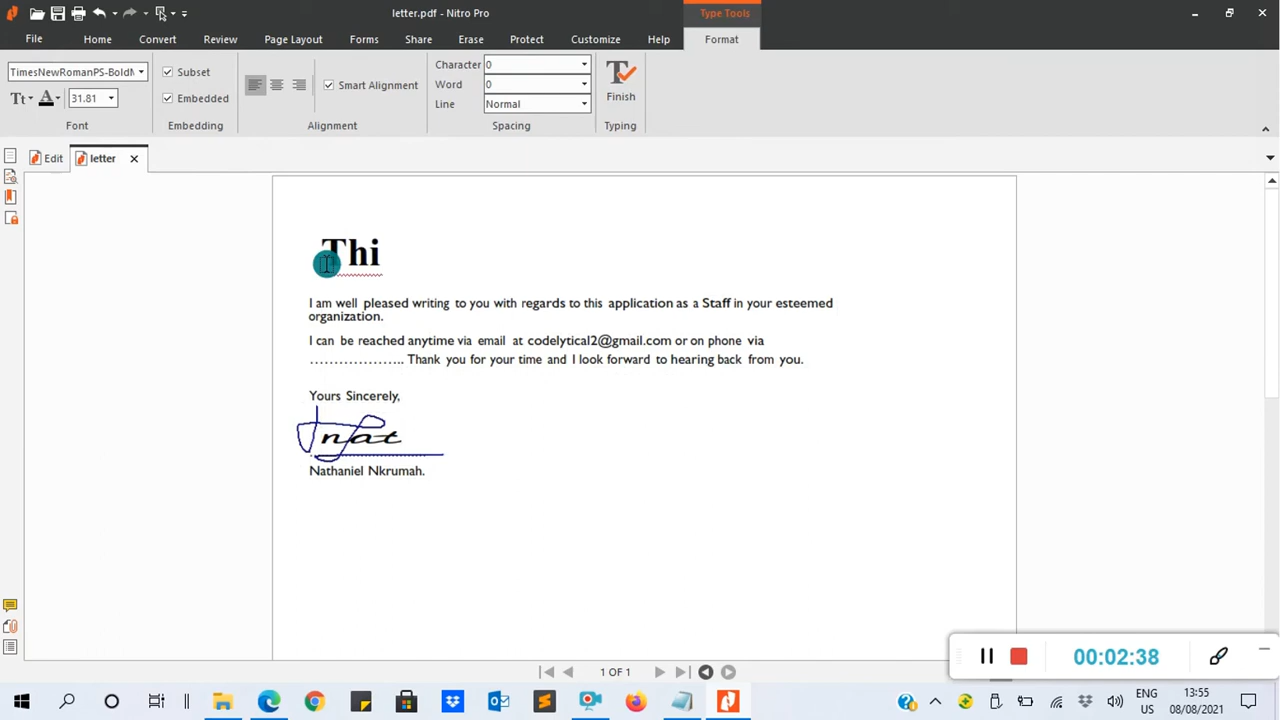 letter.pdf - Nitro Pro
Type Tools
File Home Convert Review Page Layout Forms Share Erase Protect Customize Help Format
TimesNewRomanPS-BoldM
Subset
Tt A 31.81
Embedded
Smart Alignment
Character 0
Word 0
Line Normal
Finish
Font Embedding Alignment Spacing Typing
Edit letter
Thi
I am well pleased writing to you with regards to this application as a Staff in your esteemed
organization.
I can be reached anytime via email at codelytical2@gmail.com or on phone via
……………….. Thank you for your time and I look forward to hearing back from you.
Yours Sincerely,
nat
Nathaniel Nkrumah.
1 OF 1
00:02:38
ENG
US
13:55
08/08/2021